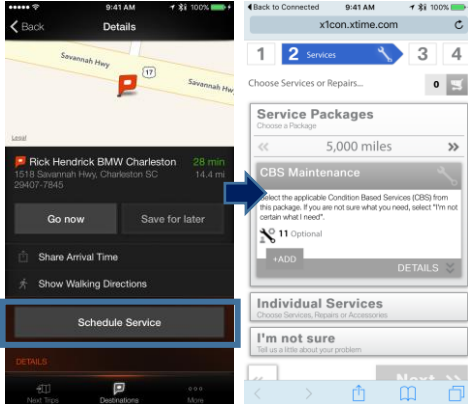 9:41 AM
100%
Back
Details
Savannah Hwy
17
Savannah Hwy
Legal
Rick Hendrick BMW Charleston
28 min
1518 Savannah Hwy, Charleston SC
29407-7845
14.4 mi
Go now
Save for later
Share Arrival Time
Show Walking Directions
Schedule Service
DETAILS
Next Trips
Destinations
More
Back to Connected
9:41 AM
100%
x1con.xtime.com
1
2 Services
3
4
Choose Services or Repairs...
0
Service Packages
Choose a Package
<<
5,000 miles
>>
CBS Maintenance
Select the applicable Condition Based Services (CBS) from
this package. If you are not sure what you need, select "I'm not
certain what I need".
11 Optional
+ADD
DETAILS
Individual Services
Choose Services, Repairs or Accessories
I'm not sure
Tell us a little about your problem
<<
Next >>